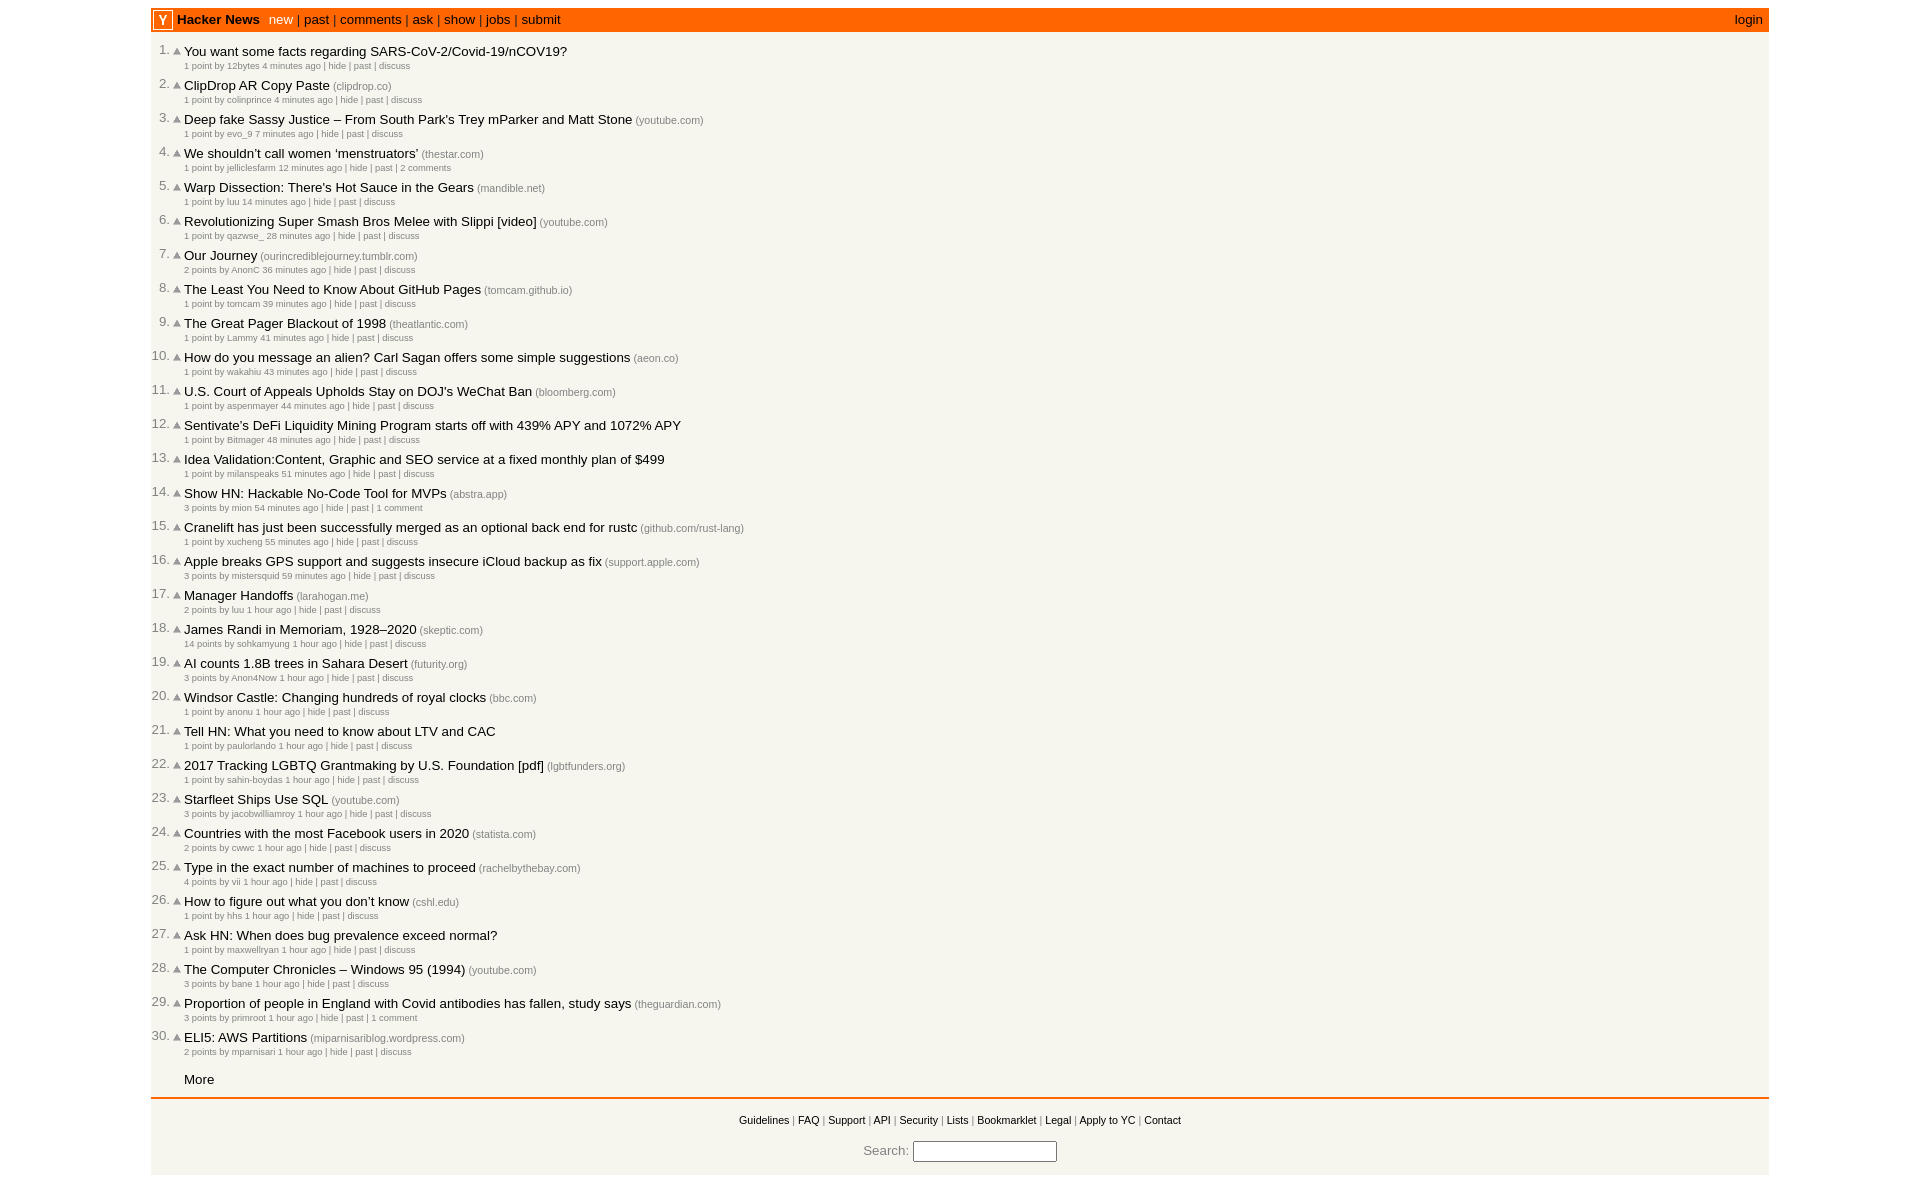 Y Hacker News new | past | comments | ask | show | jobs | submit login
1. You want some facts regarding SARS-CoV-2/Covid-19/nCOV19?
1 point by 12bytes 4 minutes ago | hide | past | discuss
2. ClipDrop AR Copy Paste (clipdrop.co)
1 point by colinprince 4 minutes ago | hide | past | discuss
3. Deep fake Sassy Justice – From South Park's Trey mParker and Matt Stone (youtube.com)
1 point by evo_9 7 minutes ago | hide | past | discuss
4. We shouldn’t call women ‘menstruators’ (thestar.com)
1 point by jelliclesfarm 12 minutes ago | hide | past | 2 comments
5. Warp Dissection: There's Hot Sauce in the Gears (mandible.net)
1 point by luu 14 minutes ago | hide | past | discuss
6. Revolutionizing Super Smash Bros Melee with Slippi [video] (youtube.com)
1 point by qazwse_ 28 minutes ago | hide | past | discuss
7. Our Journey (ourincrediblejourney.tumblr.com)
2 points by AnonC 36 minutes ago | hide | past | discuss
8. The Least You Need to Know About GitHub Pages (tomcam.github.io)
1 point by tomcam 39 minutes ago | hide | past | discuss
9. The Great Pager Blackout of 1998 (theatlantic.com)
1 point by Lammy 41 minutes ago | hide | past | discuss
10. How do you message an alien? Carl Sagan offers some simple suggestions (aeon.co)
1 point by wakahiu 43 minutes ago | hide | past | discuss
11. U.S. Court of Appeals Upholds Stay on DOJ's WeChat Ban (bloomberg.com)
1 point by aspenmayer 44 minutes ago | hide | past | discuss
12. Sentivate's DeFi Liquidity Mining Program starts off with 439% APY and 1072% APY
1 point by Bitmager 48 minutes ago | hide | past | discuss
13. Idea Validation:Content, Graphic and SEO service at a fixed monthly plan of $499
1 point by milanspeaks 51 minutes ago | hide | past | discuss
14. Show HN: Hackable No-Code Tool for MVPs (abstra.app)
3 points by mion 54 minutes ago | hide | past | 1 comment
15. Cranelift has just been successfully merged as an optional back end for rustc (github.com/rust-lang)
1 point by xucheng 55 minutes ago | hide | past | discuss
16. Apple breaks GPS support and suggests insecure iCloud backup as fix (support.apple.com)
3 points by mistersquid 59 minutes ago | hide | past | discuss
17. Manager Handoffs (larahogan.me)
2 points by luu 1 hour ago | hide | past | discuss
18. James Randi in Memoriam, 1928–2020 (skeptic.com)
14 points by sohkamyung 1 hour ago | hide | past | discuss
19. AI counts 1.8B trees in Sahara Desert (futurity.org)
3 points by Anon4Now 1 hour ago | hide | past | discuss
20. Windsor Castle: Changing hundreds of royal clocks (bbc.com)
1 point by anonu 1 hour ago | hide | past | discuss
21. Tell HN: What you need to know about LTV and CAC
1 point by paulorlando 1 hour ago | hide | past | discuss
22. 2017 Tracking LGBTQ Grantmaking by U.S. Foundation [pdf] (lgbtfunders.org)
1 point by sahin-boydas 1 hour ago | hide | past | discuss
23. Starfleet Ships Use SQL (youtube.com)
3 points by jacobwilliamroy 1 hour ago | hide | past | discuss
24. Countries with the most Facebook users in 2020 (statista.com)
2 points by cwwc 1 hour ago | hide | past | discuss
25. Type in the exact number of machines to proceed (rachelbythebay.com)
4 points by vii 1 hour ago | hide | past | discuss
26. How to figure out what you don’t know (cshl.edu)
1 point by hhs 1 hour ago | hide | past | discuss
27. Ask HN: When does bug prevalence exceed normal?
1 point by maxwellryan 1 hour ago | hide | past | discuss
28. The Computer Chronicles – Windows 95 (1994) (youtube.com)
3 points by bane 1 hour ago | hide | past | discuss
29. Proportion of people in England with Covid antibodies has fallen, study says (theguardian.com)
3 points by primroot 1 hour ago | hide | past | 1 comment
30. ELI5: AWS Partitions (miparnisariblog.wordpress.com)
2 points by mparnisari 1 hour ago | hide | past | discuss
More
Guidelines | FAQ | Support | API | Security | Lists | Bookmarklet | Legal | Apply to YC | Contact
Search: